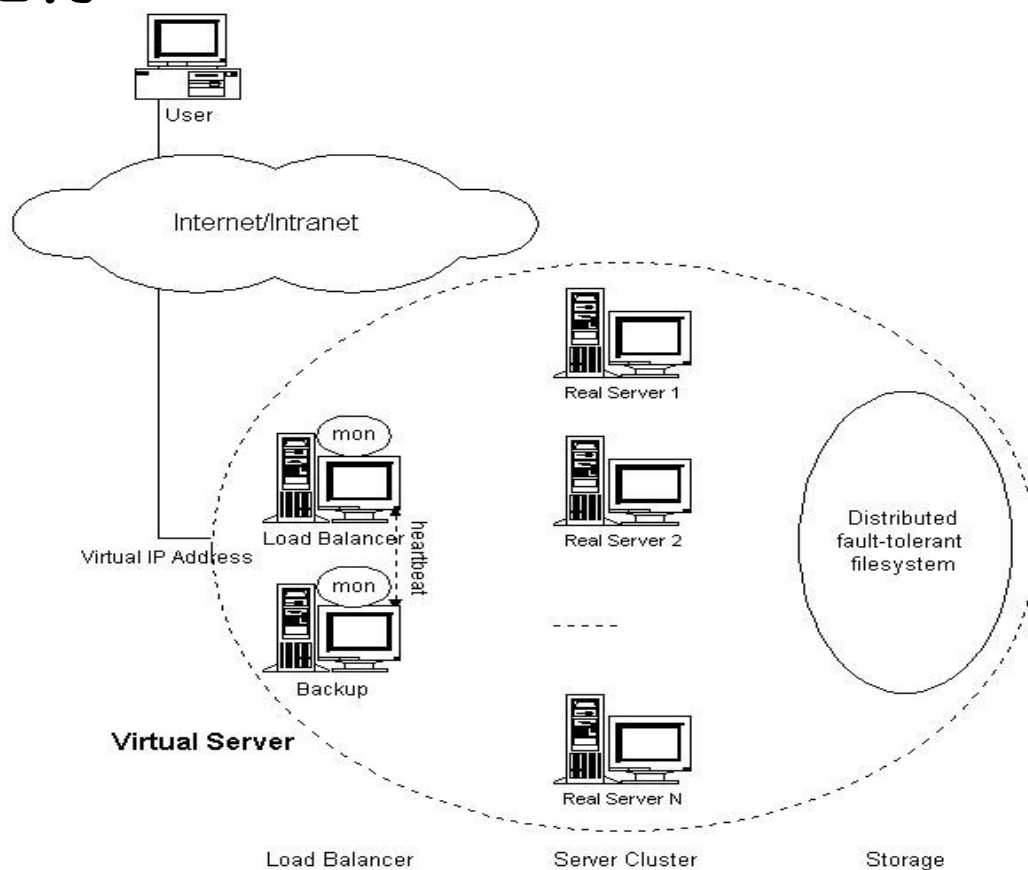 User
Internet/Intranet
Real Server 1
mon
Load Balancer
heartbeat
Virtual IP Address
Real Server 2
Distributed
fault-tolerant
filesystem
mon
Backup
Virtual Server
Real Server N
Load Balancer
Server Cluster
Storage